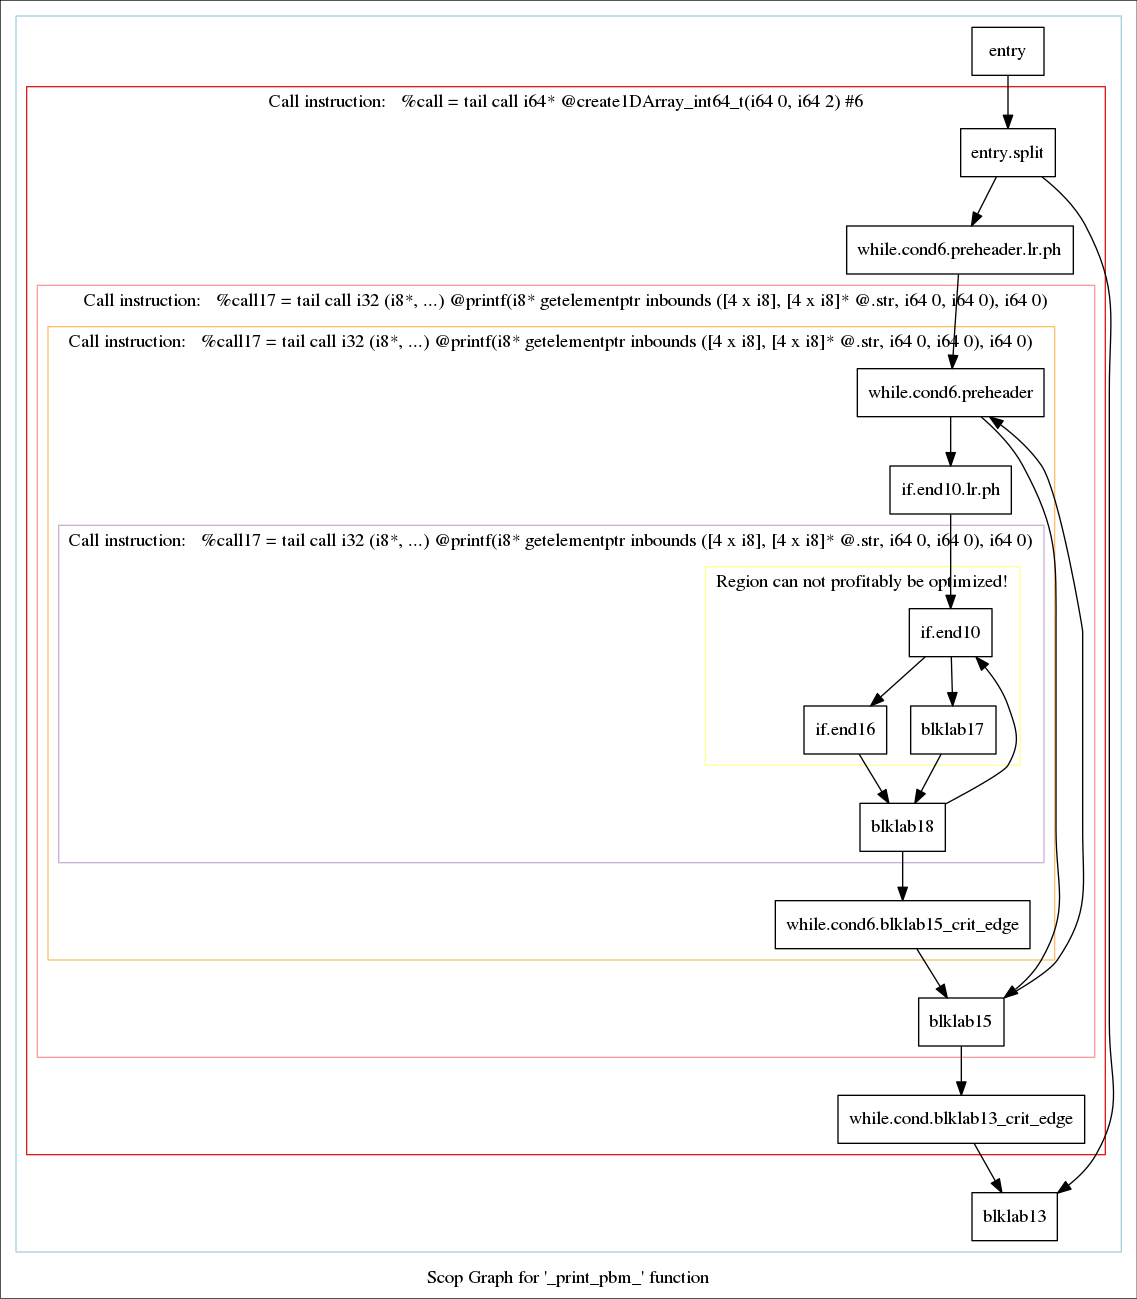 entry
Call instruction: %call = tail call i64* @create1DArray_int64_t(i64 0, i64 2) #6
entry.split
while.cond6.preheader.lr.ph
Call instruction: %call17 = tail call i32 (i8*, ...) @printf(i8* getelementptr inbounds ([4 x i8], [4 x i8]* @.str, i64 0, i64 0), i64 0)
Call instruction: %call17 = tail call i32 (i8*, ...) @printf(i8* getelementptr inbounds ([4 x i8], [4 x i8]* @.str, i64 0, i64 0), i64 0)
while.cond6.preheader
if.end10.lr.ph
Call instruction: %call17 = tail call i32 (i8*, ...) @printf(i8* getelementptr inbounds ([4 x i8], [4 x i8]* @.str, i64 0, i64 0), i64 0)
Region can not profitably be optimized!
if.end10
if.end16 blklab17
blklab18
while.cond6.blklab15_crit_edge
blklab15
while.cond.blklab13_crit_edge
blklab13
Scop Graph for '_print_pbm_' function